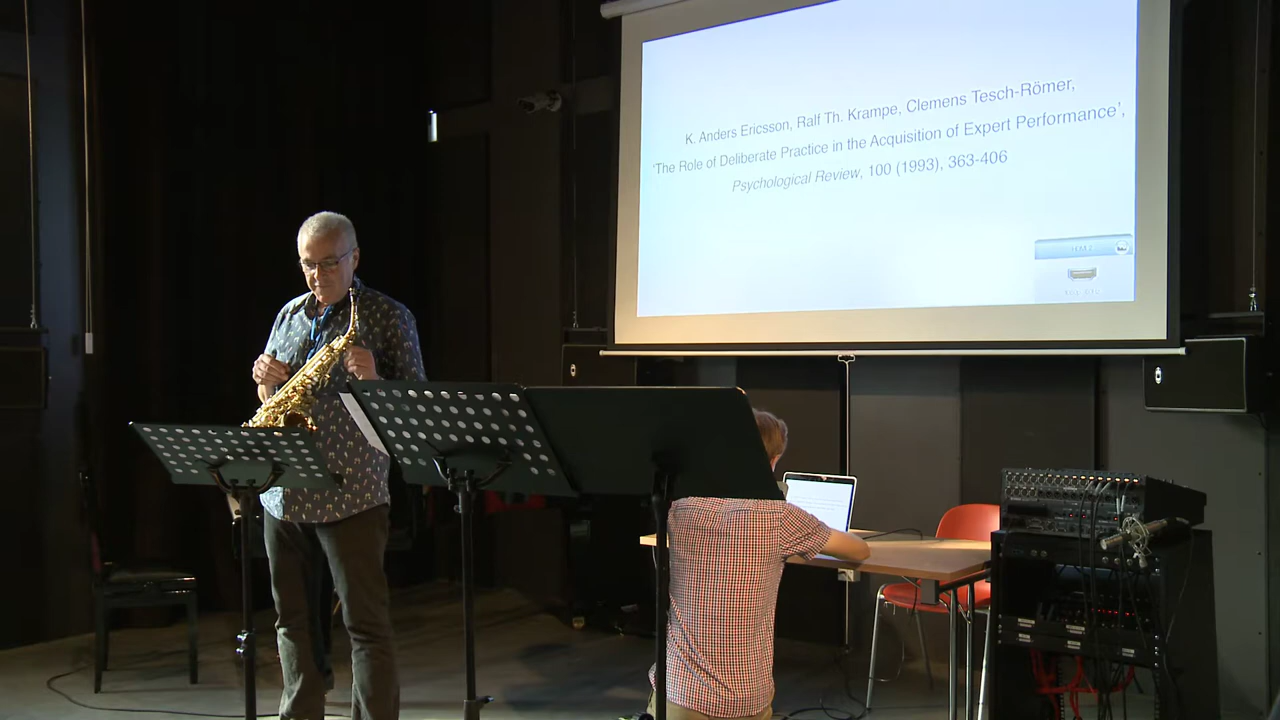 K. Anders Ericsson, Ralf Th. Krampe, Clemens Tesch-Römer,
‘The Role of Deliberate Practice in the Acquisition of Expert Performance’,
Psychological Review, 100 (1993), 363-406